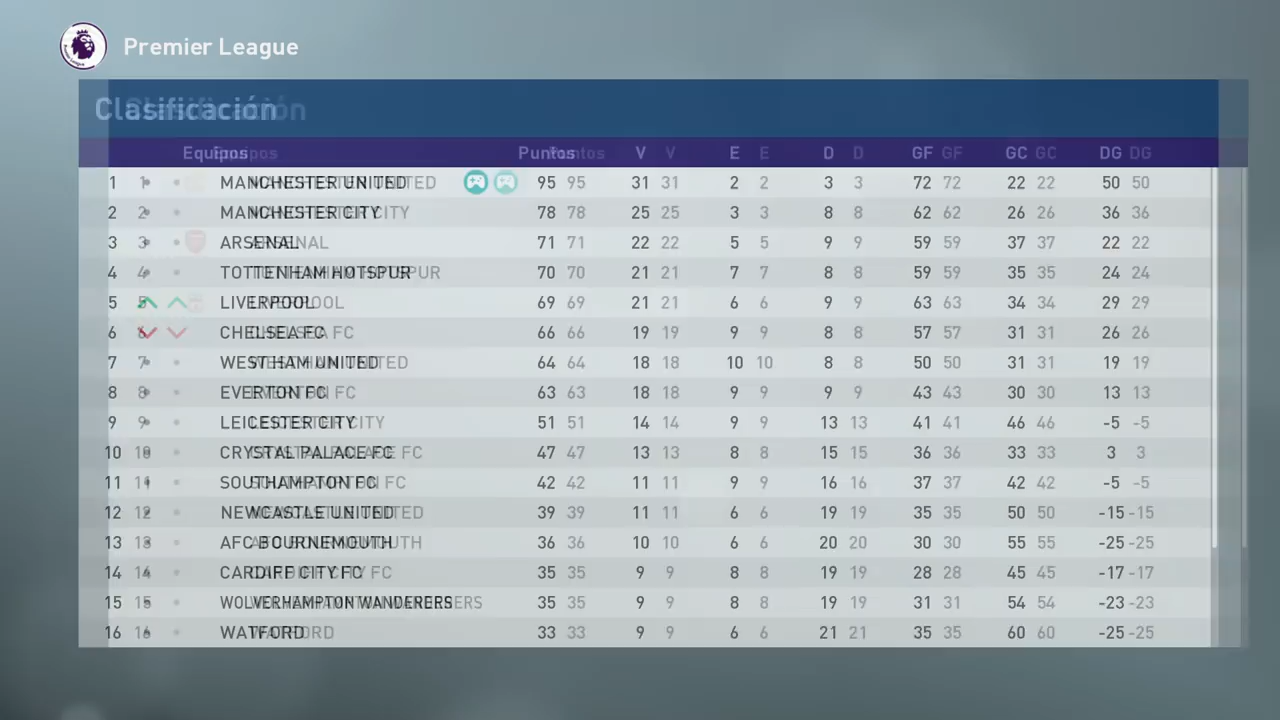 Premier League
Clasificación
Equipos Puntos V E D GF GC DG
1 MANCHESTER UNITED 95 31 2 3 72 22 50
2 MANCHESTER CITY 78 25 3 8 62 26 36
3 ARSENAL 71 22 5 9 59 37 22
4 TOTTENHAM HOTSPUR 70 21 7 8 59 35 24
5 LIVERPOOL 69 21 6 9 63 34 29
6 CHELSEA FC 66 19 9 8 57 31 26
7 WEST HAM UNITED 64 18 10 8 50 31 19
8 EVERTON FC 63 18 9 9 43 30 13
9 LEICESTER CITY 51 14 9 13 41 46 -5
10 CRYSTAL PALACE FC 47 13 8 15 36 33 3
11 SOUTHAMPTON FC 42 11 9 16 37 42 -5
12 NEWCASTLE UNITED 39 11 6 19 35 50 -15
13 AFC BOURNEMOUTH 36 10 6 20 30 55 -25
14 CARDIFF CITY FC 35 9 8 19 28 45 -17
15 WOLVERHAMPTON WANDERERS 35 9 8 19 31 54 -23
16 WATFORD 33 9 6 21 35 60 -25